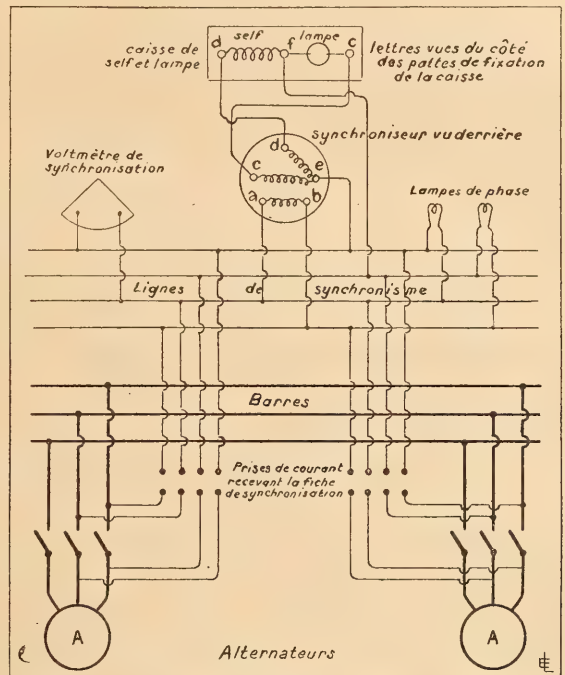 self
lampe
d
f
c
caisse de
self et lampe
lettres vues du côté
des pattes de fixation
de la caisse
synchroniseur vu derrière
d
c
e
a
b
Voltmètre de
synchronisation
Lampes de phase
Lignes de synchronisme
Barres
Prises de courant
recevant la fiche
de synchronisation
A
A
Alternateurs